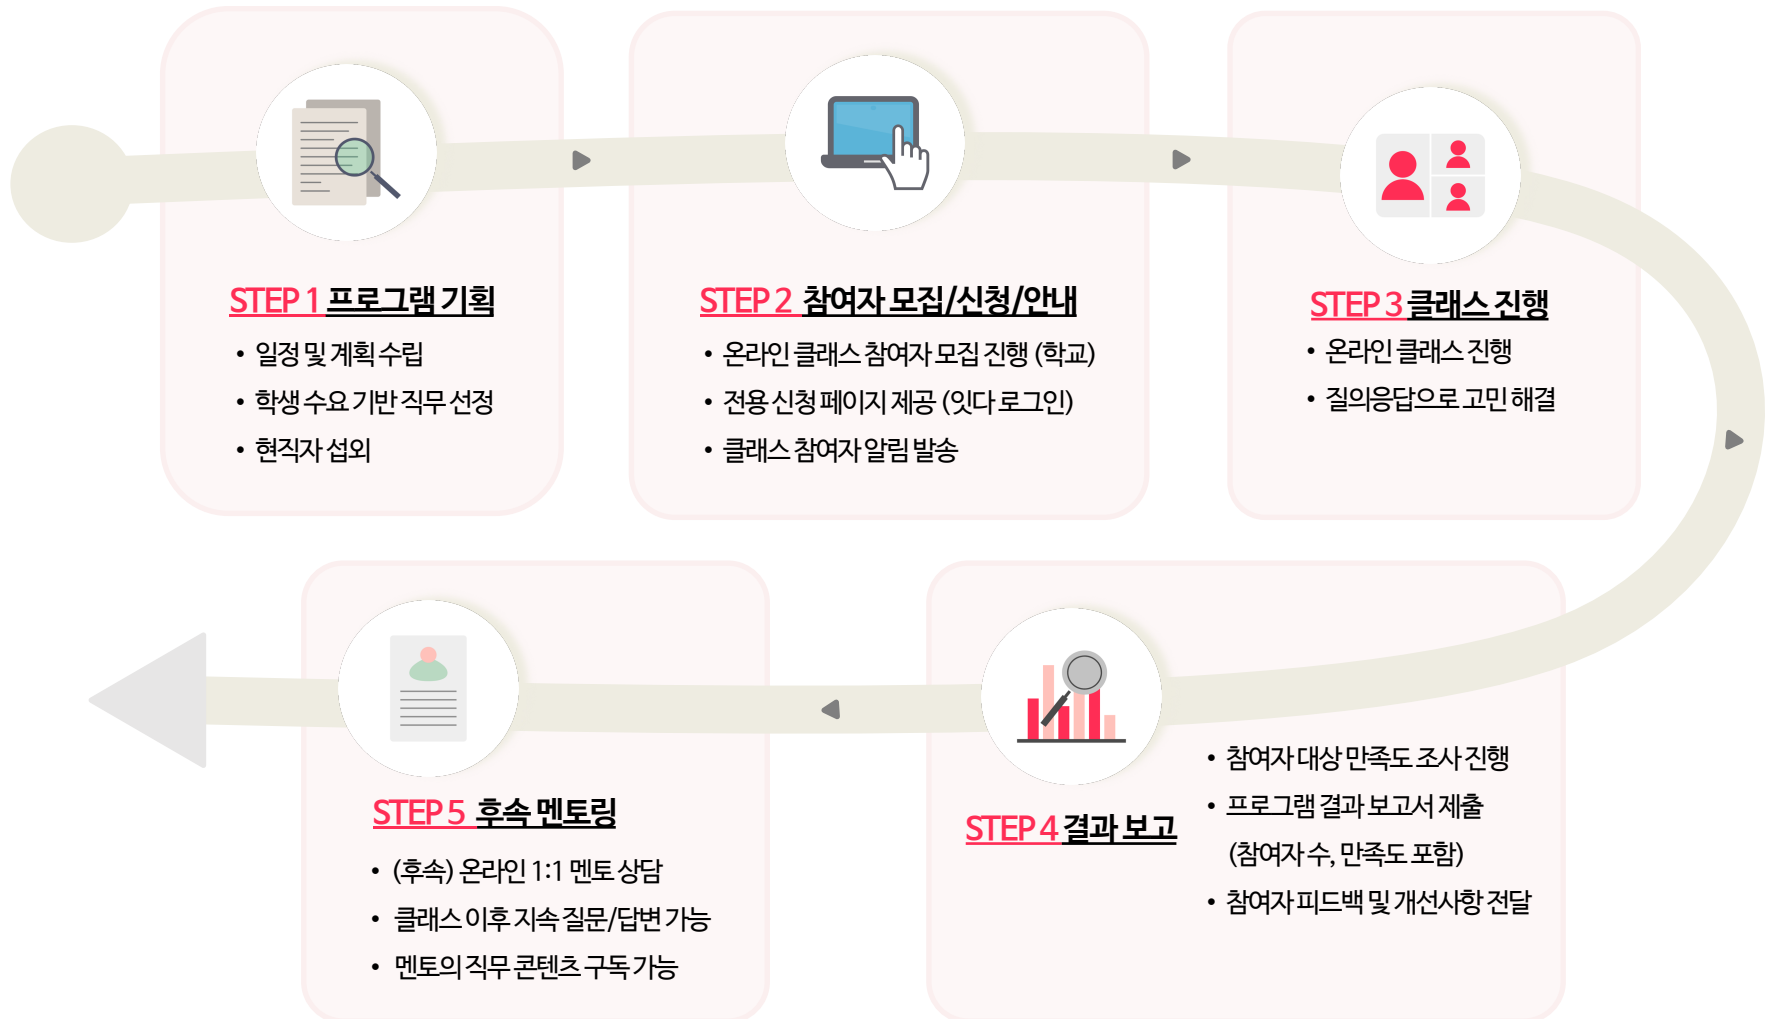 STEP 1 프로그램 기획
• 일정 및 계획 수립
• 학생 수요 기반 직무 선정
• 현직자 섭외
STEP 2 참여자 모집/신청/안내
• 온라인 클래스 참여자 모집 진행 (학교)
• 전용 신청 페이지 제공 (잇다 로그인)
• 클래스 참여자 알림 발송
STEP 3 클래스 진행
• 온라인 클래스 진행
• 질의응답으로 고민 해결
STEP 4 결과 보고
• 참여자 대상 만족도 조사 진행
• 프로그램 결과 보고서 제출
(참여자 수, 만족도 포함)
• 참여자 피드백 및 개선사항 전달
STEP 5 후속 멘토링
• (후속) 온라인 1:1 멘토 상담
• 클래스 이후 지속 질문/답변 가능
• 멘토의 직무 콘텐츠 구독 가능